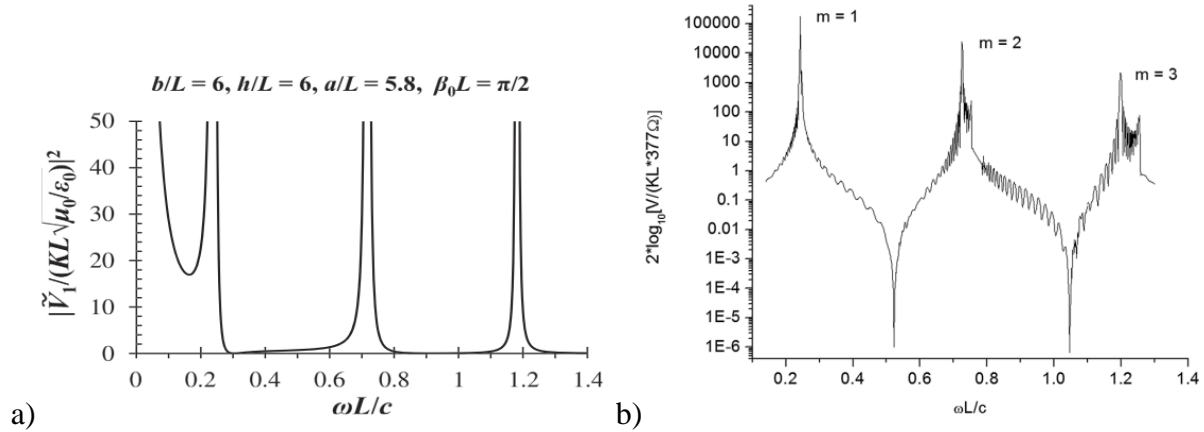 b/L = 6, h/L = 6, a/L = 5.8, β₀L = π/2
|Ṽ₁/(KL√μ₀/ε₀)|²
50
40
30
20
10
0
0 0.2 0.4 0.6 0.8 1 1.2 1.4
ωL/c
a)
2*log₁₀[V/(KL*377Ω)]
100000
10000
1000
100
10
1
0.1
0.01
1E-3
1E-4
1E-5
1E-6
m = 1
m = 2
m = 3
0.2 0.4 0.6 0.8 1.0 1.2 1.4
ωL/c
b)